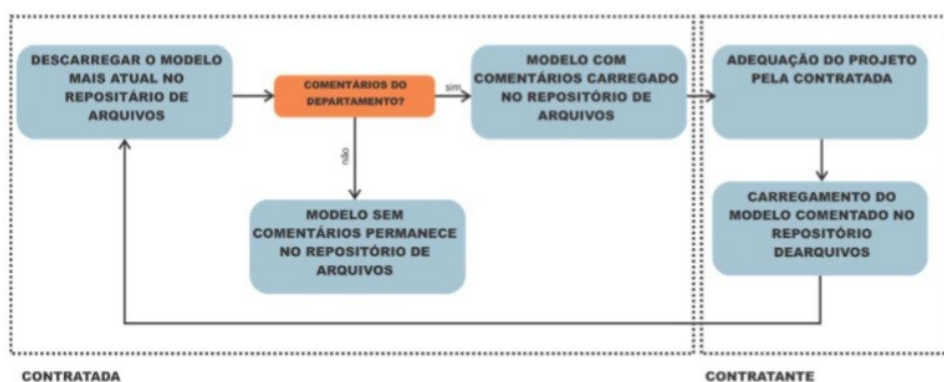 DESCARREGAR O MODELO
MAIS ATUAL NO
REPOSITÁRIO DE
ARQUIVOS
COMENTÁRIOS DO
DEPARTAMENTO?
sim
não
MODELO COM
COMENTÁRIOS CARREGADO
NO REPOSITÓRIO DE
ARQUIVOS
MODELO SEM
COMENTÁRIOS PERMANECE
NO REPOSITÓRIO DE
ARQUIVOS
ADEQUAÇÃO DO PROJETO
PELA CONTRATADA
CARREGAMENTO DO
MODELO COMENTADO NO
REPOSITÓRIO
DEARQUIVOS
CONTRATADA
CONTRATANTE